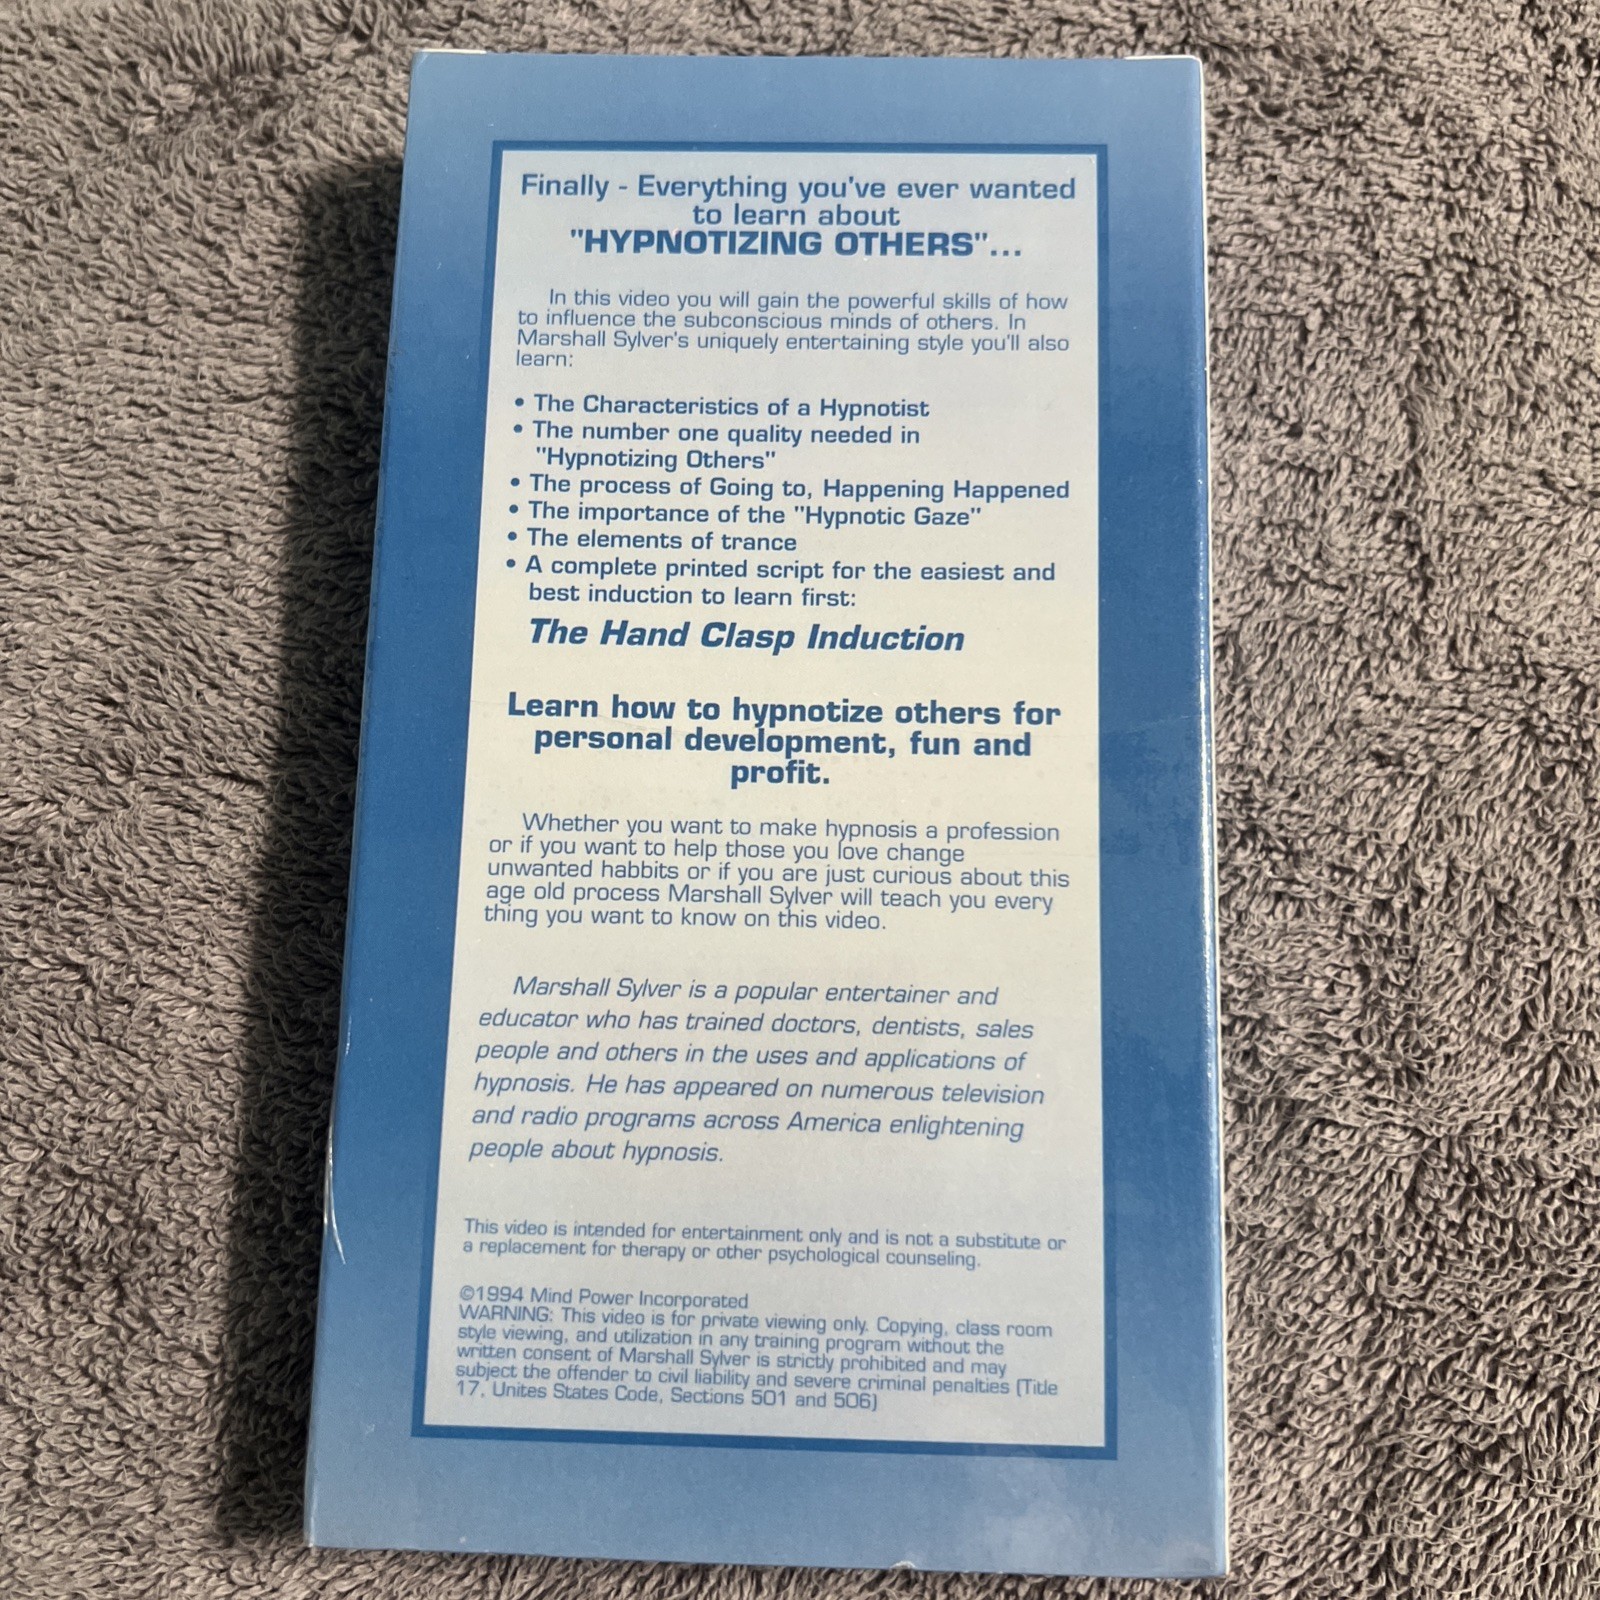 Finally - Everything you've ever wanted
to learn about
"HYPNOTIZING OTHERS"...
In this video you will gain the powerful skills of how
to influence the subconscious minds of others. In
Marshall Sylver's uniquely entertaining style you'll also
learn:
• The Characteristics of a Hypnotist
• The number one quality needed in
"Hypnotizing Others"
• The process of Going to, Happening Happened
• The importance of the "Hypnotic Gaze"
• The elements of trance
• A complete printed script for the easiest and
best induction to learn first:
The Hand Clasp Induction
Learn how to hypnotize others for
personal development, fun and
profit.
Whether you want to make hypnosis a profession
or if you want to help those you love change
unwanted habbits or if you are just curious about this
age old process Marshall Sylver will teach you every
thing you want to know on this video.
Marshall Sylver is a popular entertainer and
educator who has trained doctors, dentists, sales
people and others in the uses and applications of
hypnosis. He has appeared on numerous television
and radio programs across America enlightening
people about hypnosis.
This video is intended for entertainment only and is not a substitute or
a replacement for therapy or other psychological counseling.
©1994 Mind Power Incorporated
WARNING: This video is for private viewing only. Copying, class room
style viewing, and utilization in any training program without the
written consent of Marshall Sylver is strictly prohibited and may
subject the offender to civil liability and severe criminal penalties (Title
17, Unites States Code, Sections 501 and 506)